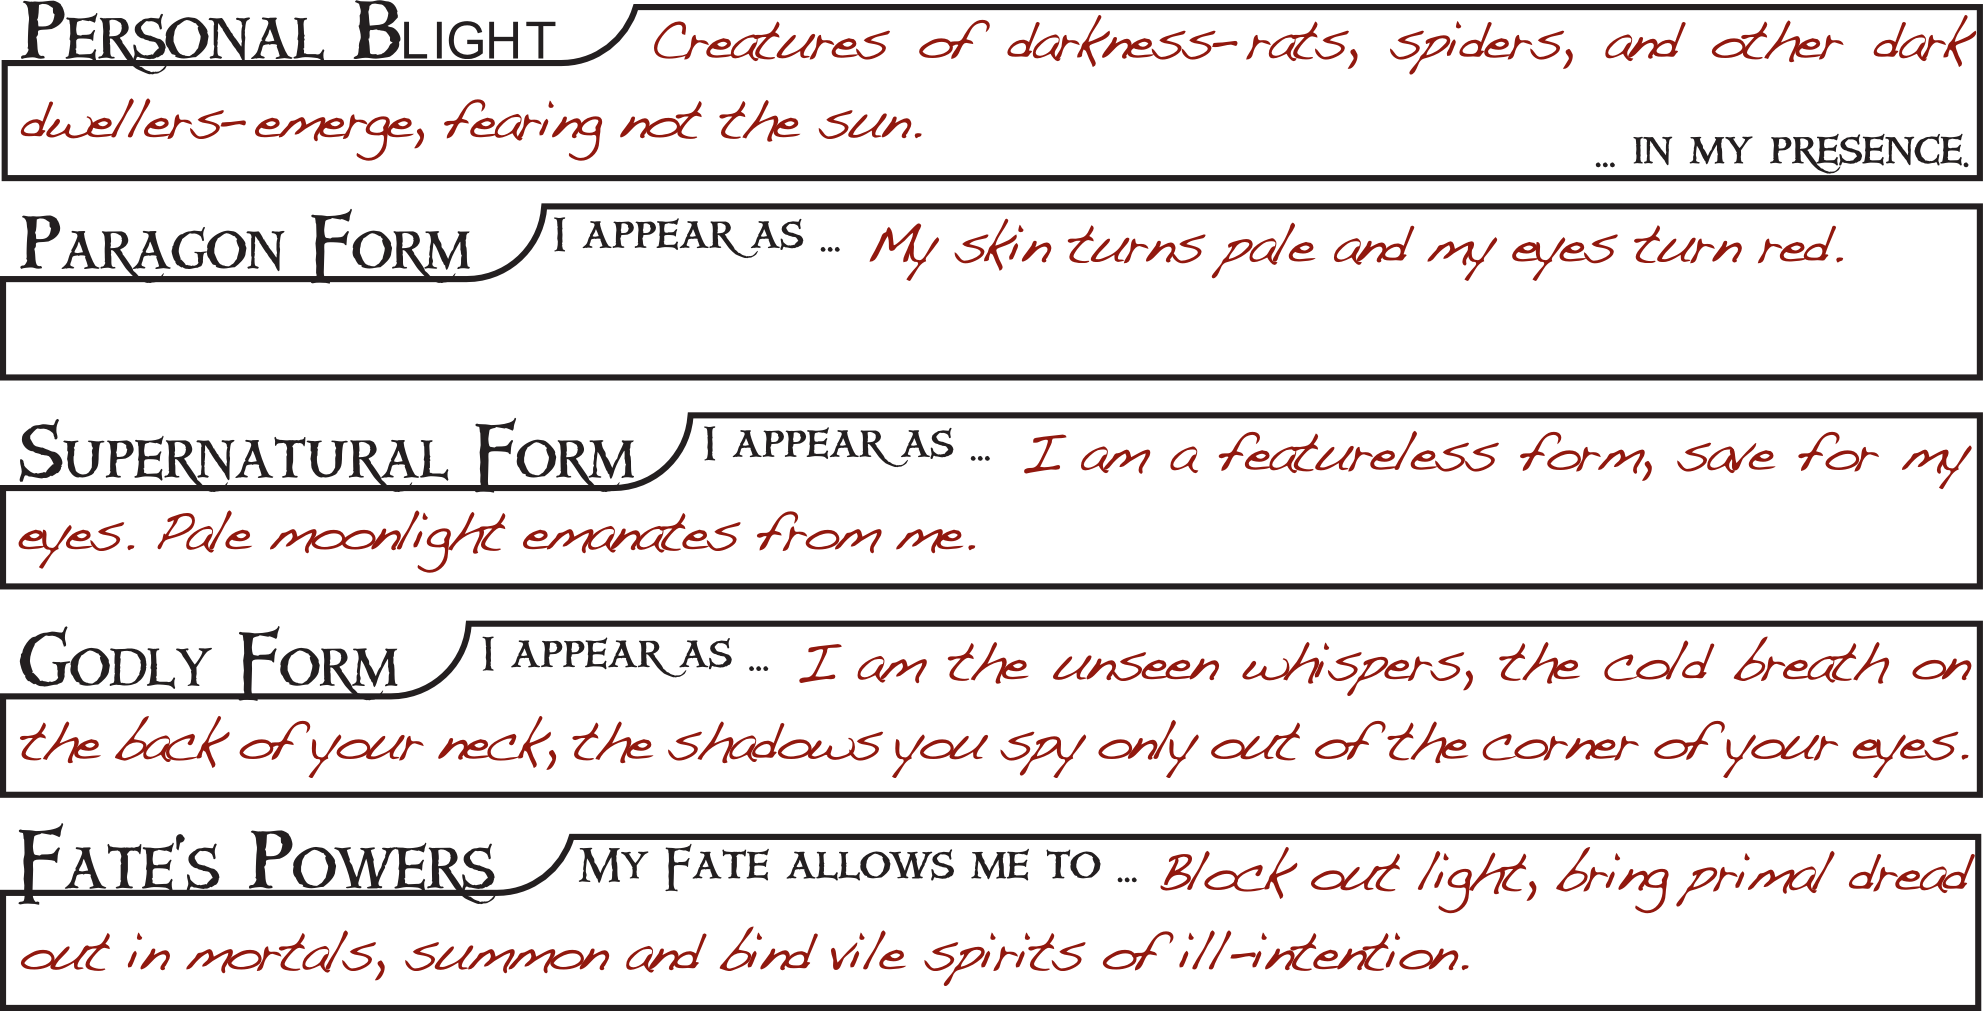 Personal Blight Creatures of darkness-rats, spiders, and other dark
dwellers-emerge, fearing not the sun.
... in my presence.
Paragon Form I appear as ... My skin turns pale and my eyes turn red.
Supernatural Form I appear as ... I am a featureless form, save for my
eyes. Pale moonlight emanates from me.
Godly Form I appear as ... I am the unseen whispers, the cold breath on
the back of your neck, the shadows you spy only out of the corner of your eyes.
Fate's Powers My Fate allows me to ... Block out light, bring primal dread
out in mortals, summon and bind vile spirits of ill-intention.